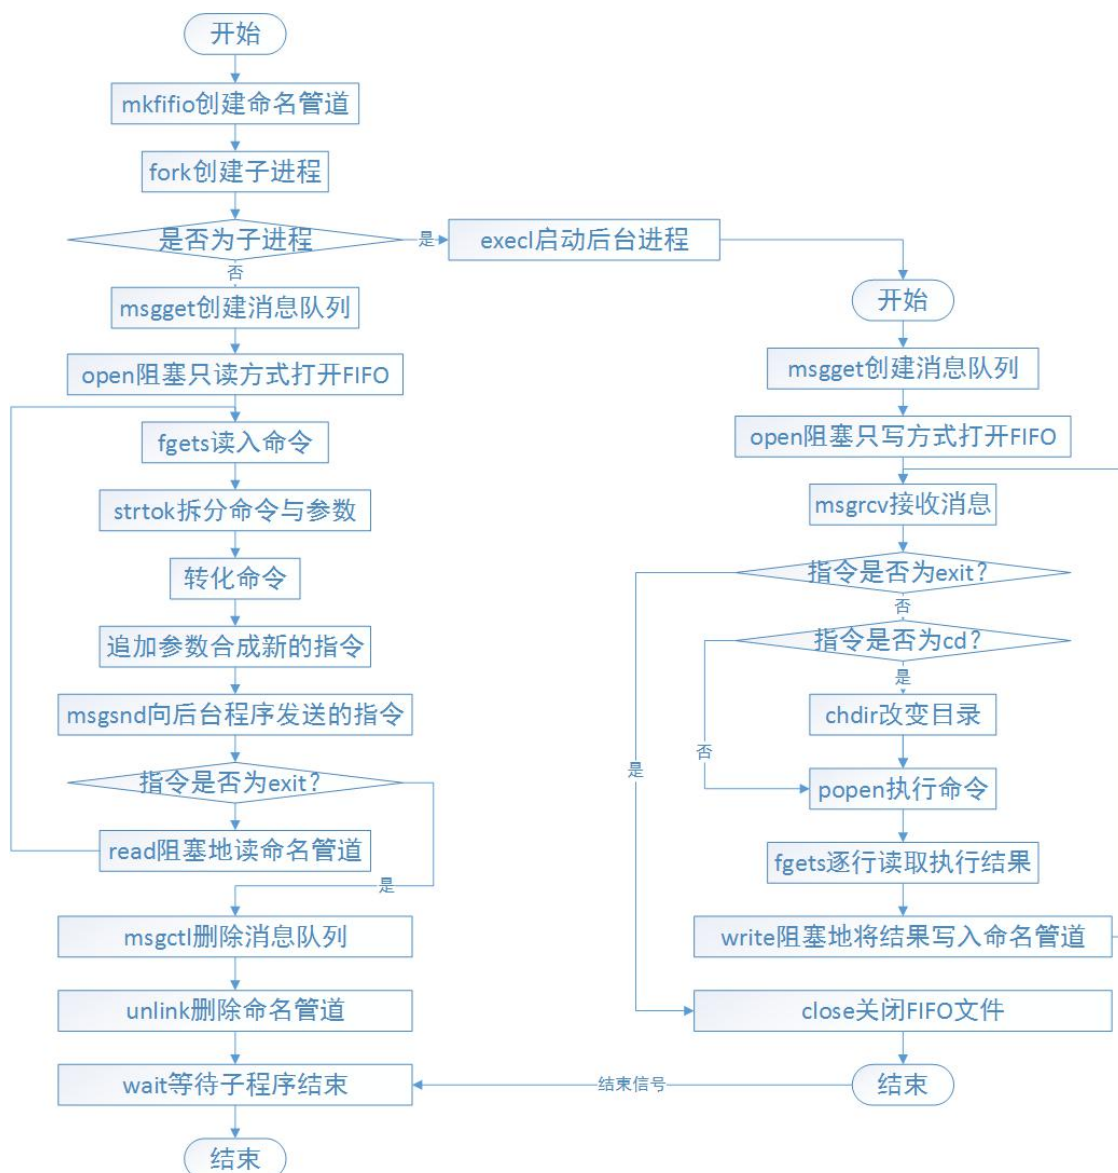 开始
mkfifio创建命名管道
fork创建子进程
是否为子进程
是
execl启动后台进程
否
msgget创建消息队列
open阻塞只读方式打开FIFO
fgets读入命令
strtok拆分命令与参数
转化命令
追加参数合成新的指令
msgsnd向后台程序发送的指令
指令是否为exit?
read阻塞地读命名管道
是
msgctl删除消息队列
unlink删除命名管道
wait等待子程序结束
结束
开始
msgget创建消息队列
open阻塞只写方式打开FIFO
msgrcv接收消息
指令是否为exit?
否
指令是否为cd?
是
chdir改变目录
否
是
popen执行命令
fgets逐行读取执行结果
write阻塞地将结果写入命名管道
close关闭FIFO文件
结束
结束信号